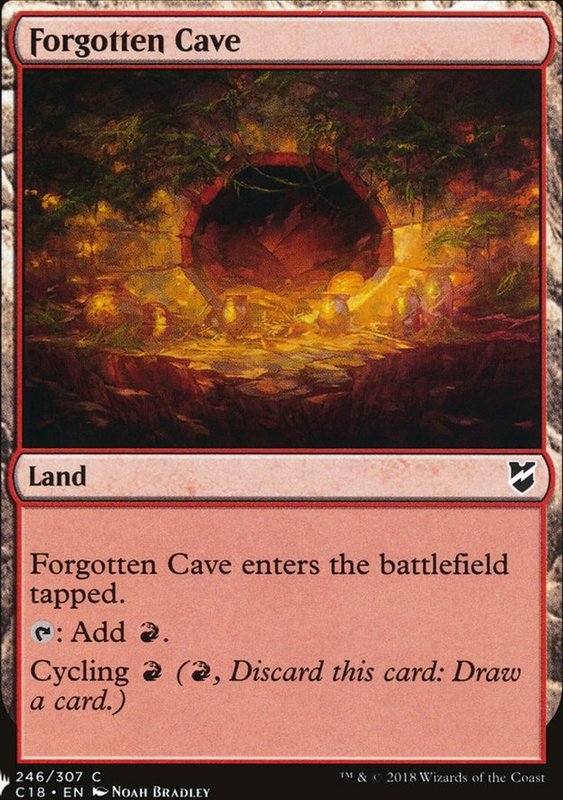 Forgotten Cave
Land
Forgotten Cave enters the battlefield
tapped.
: Add .
Cycling (, Discard this card: Draw
a card.)
246/307 C
C18 • EN NOAH BRADLEY
™ & © 2018 Wizards of the Coast